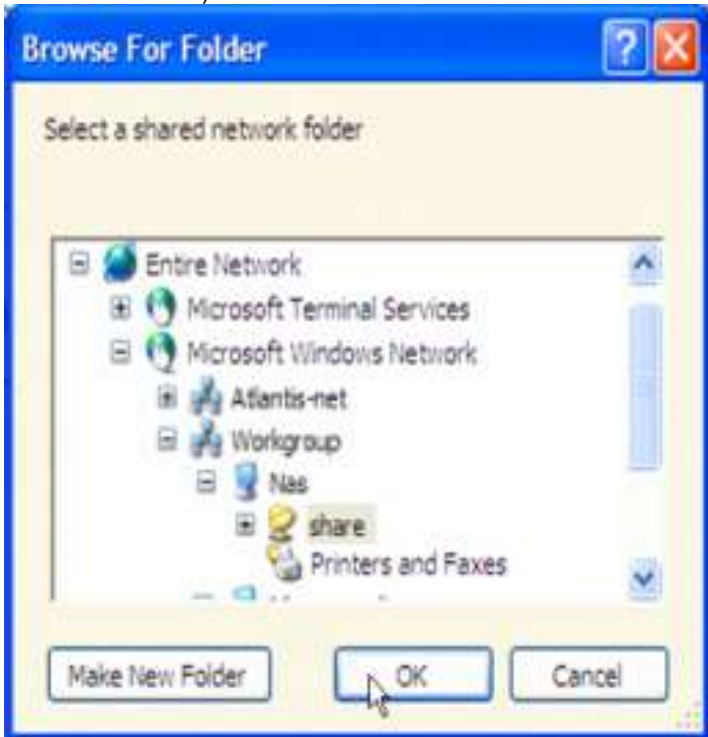 Browse For Folder
Select a shared network folder
Entire Network
Microsoft Terminal Services
Microsoft Windows Network
Atlantis-net
Workgroup
Nas
share
Printers and Faxes
Make New Folder OK Cancel